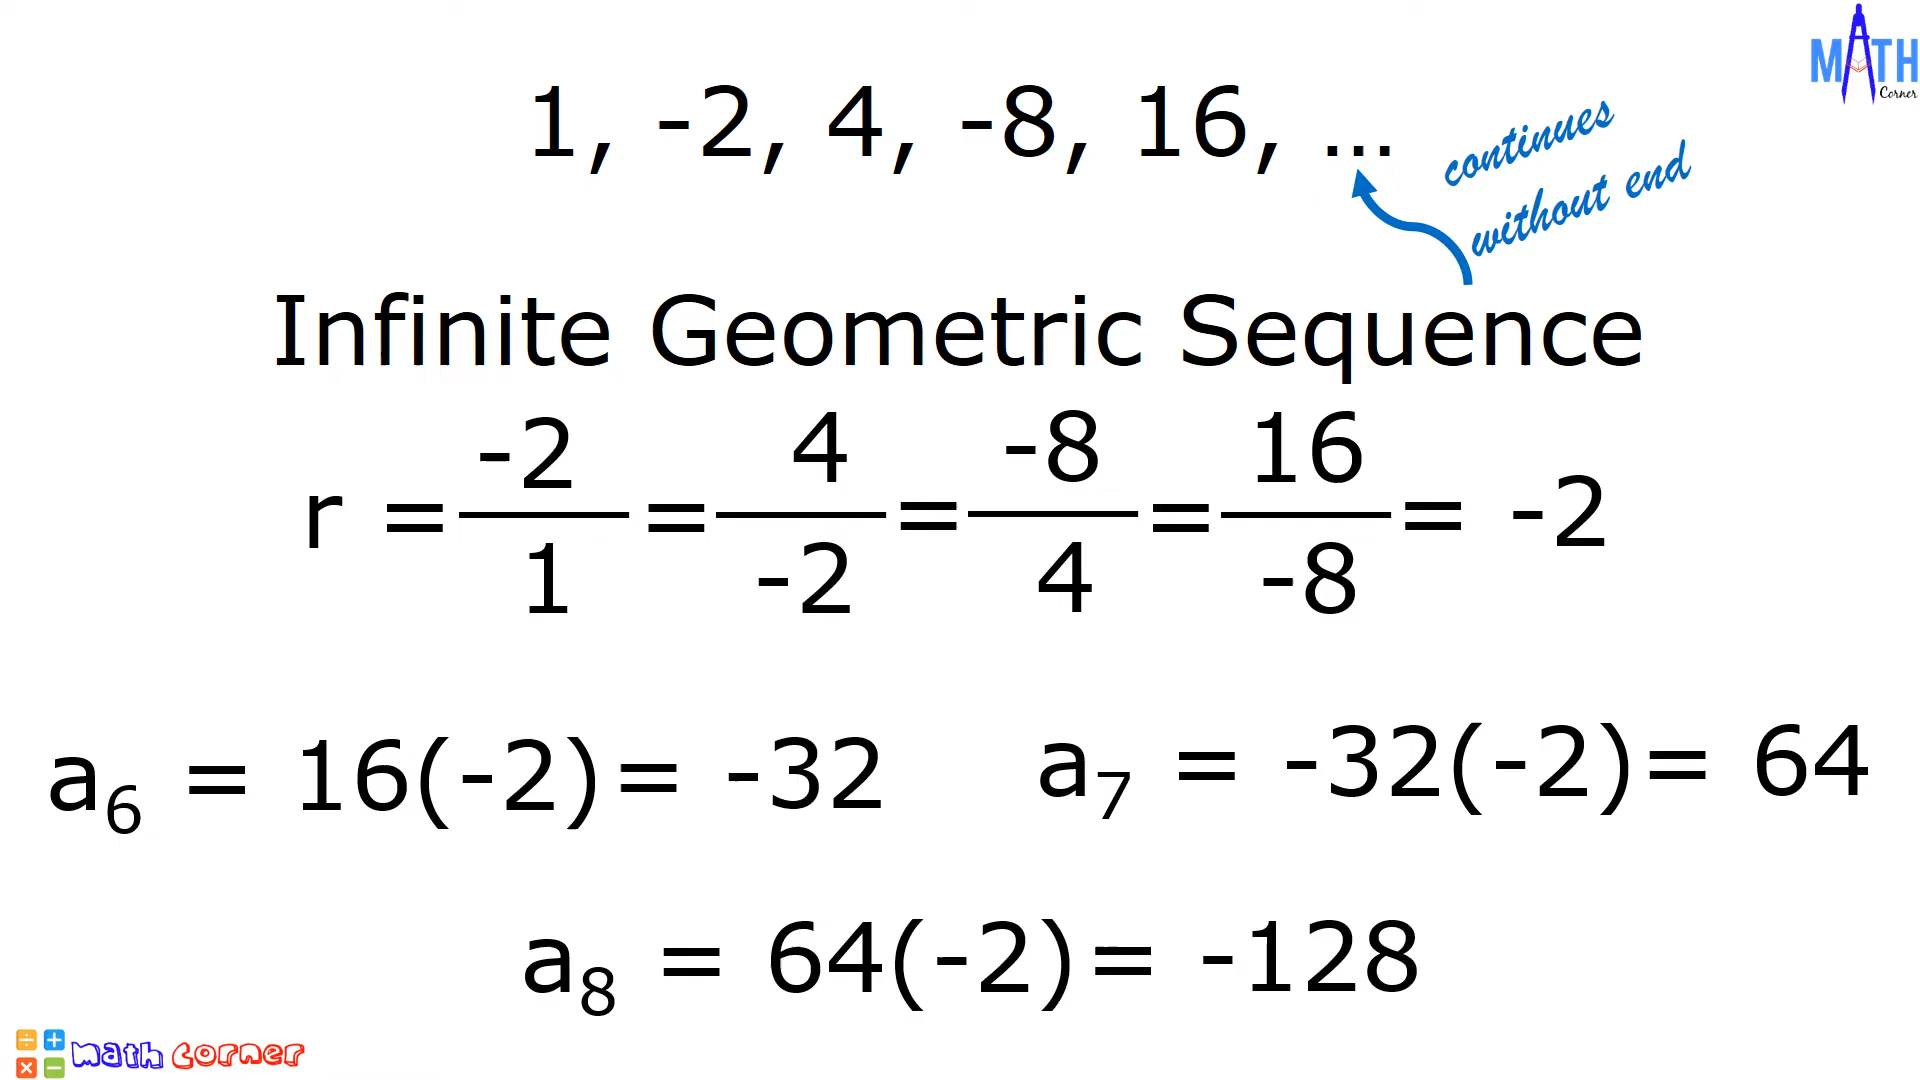 MATH
Corner
1, -2, 4, -8, 16, ...
continues
without end
Infinite Geometric Sequence
r = -2/1 = 4/-2 = -8/4 = 16/-8 = -2
a₆ = 16(-2)= -32
a₇ = -32(-2)= 64
a₈ = 64(-2)= -128
÷ +
× −
math corner